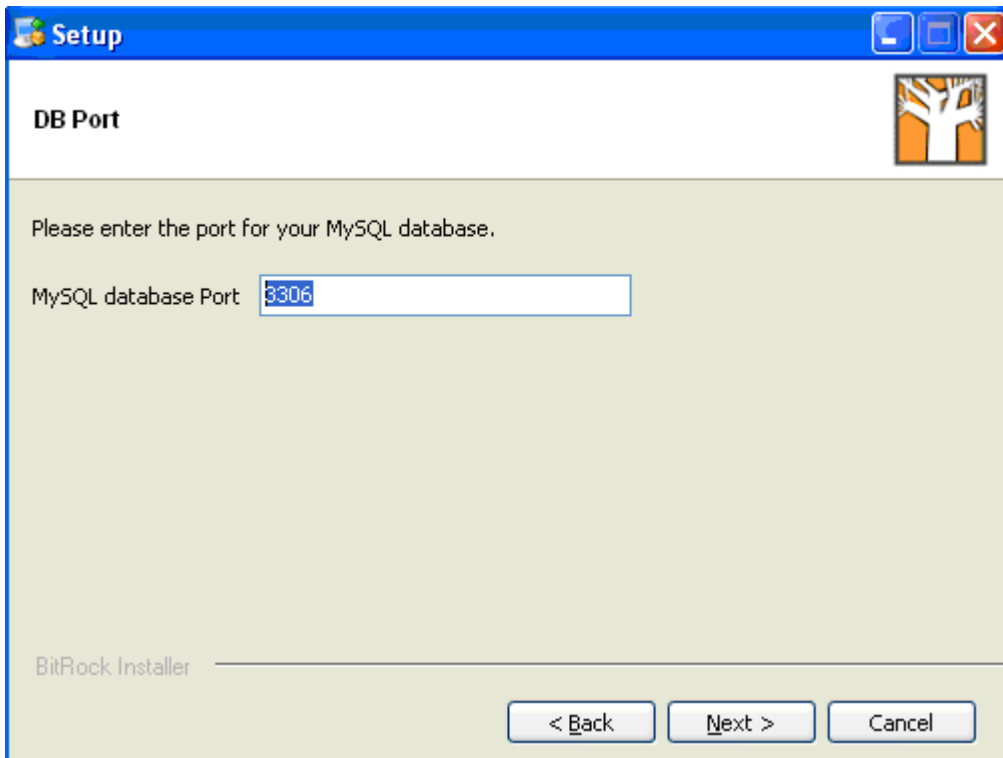 Setup
DB Port
Please enter the port for your MySQL database.
MySQL database Port 3306
BitRock Installer
< Back Next > Cancel